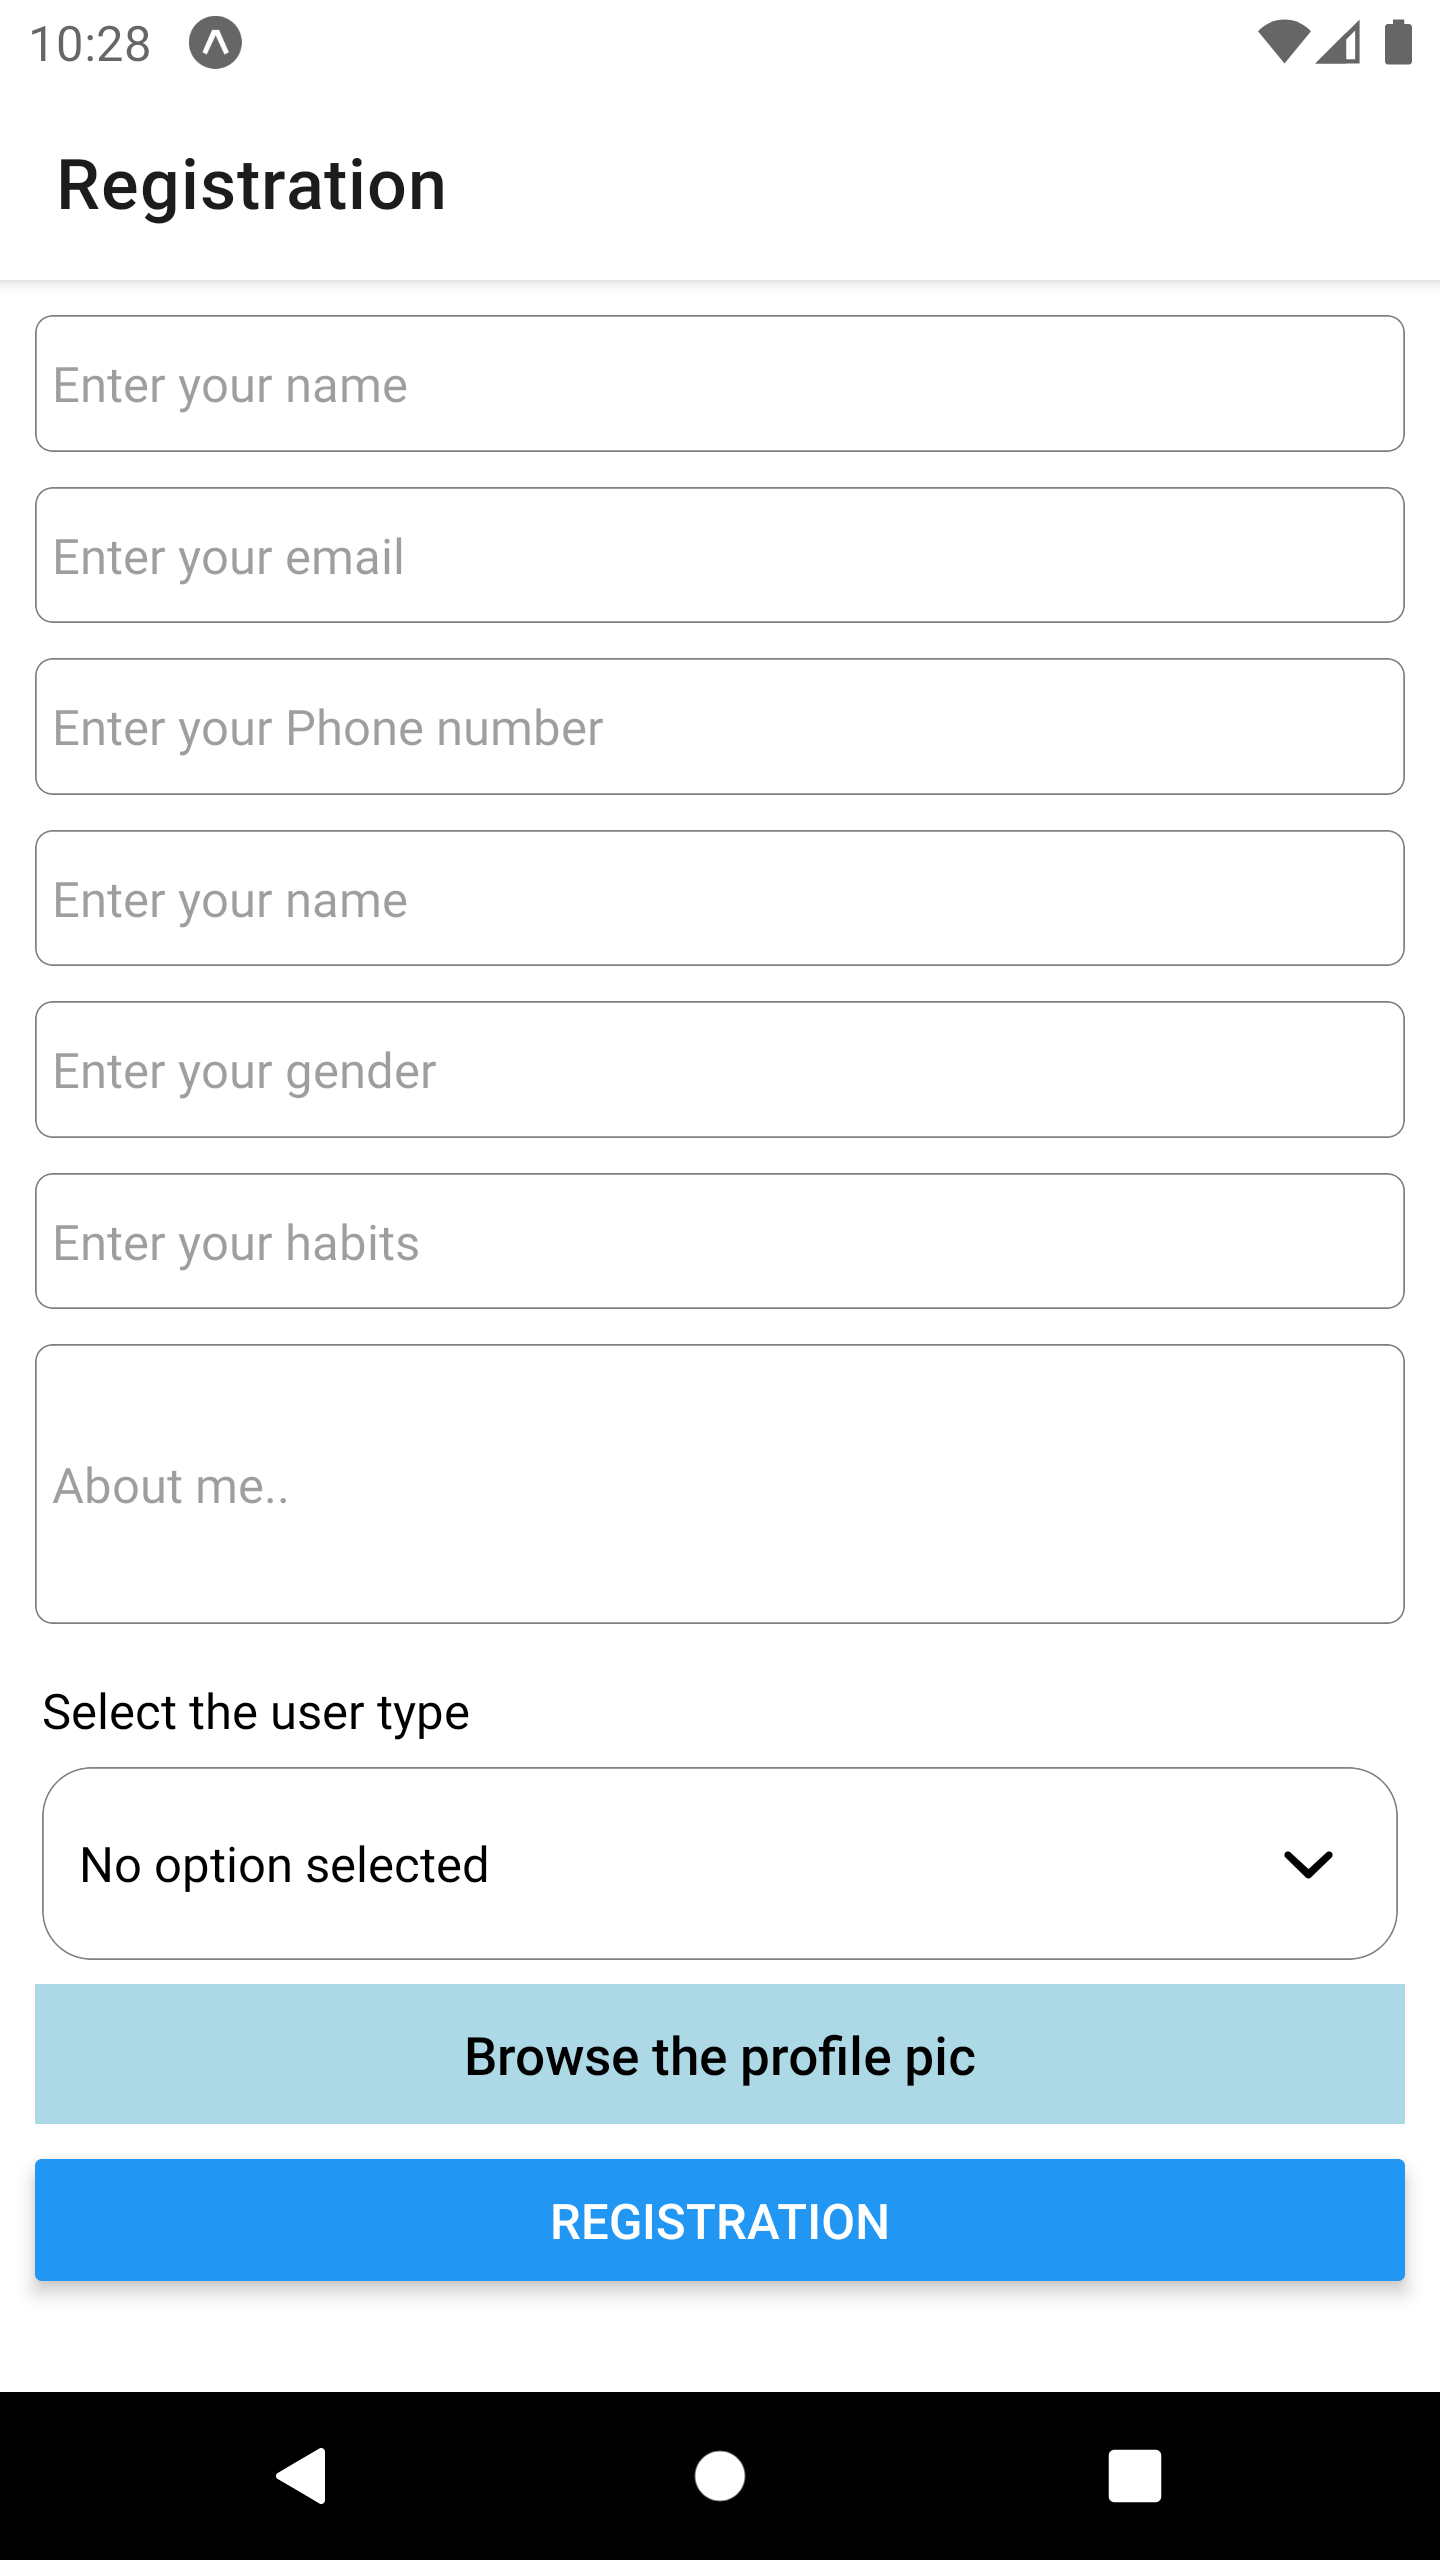 10:28
Registration
Enter your name
Enter your email
Enter your Phone number
Enter your name
Enter your gender
Enter your habits
About me..
Select the user type
No option selected
Browse the profile pic
REGISTRATION